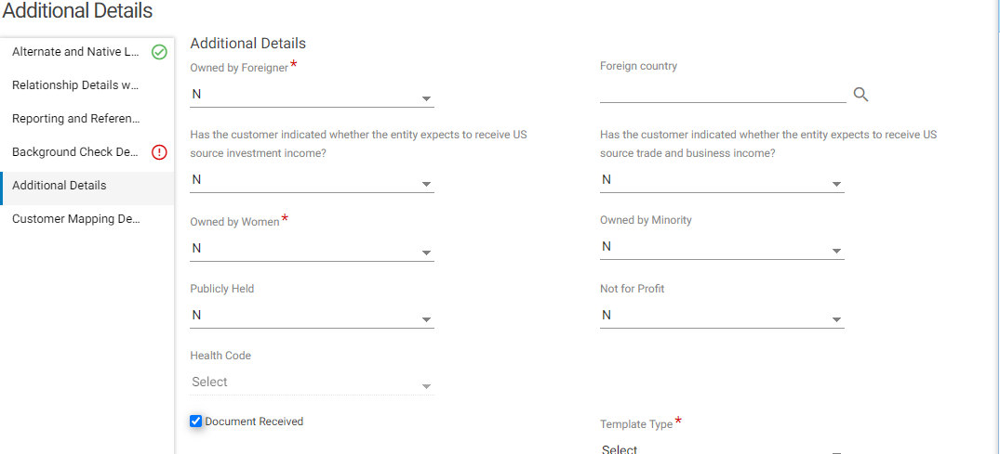 Additional Details
Alternate and Native L...
Relationship Details w...
Reporting and Referen...
Background Check De...
Additional Details
Customer Mapping De...
Additional Details
Owned by Foreigner*
N
Foreign country
Has the customer indicated whether the entity expects to receive US
source investment income?
N
Has the customer indicated whether the entity expects to receive US
source trade and business income?
N
Owned by Women*
N
Owned by Minority
N
Publicly Held
N
Not for Profit
N
Health Code
Select
Document Received
Template Type*
Select